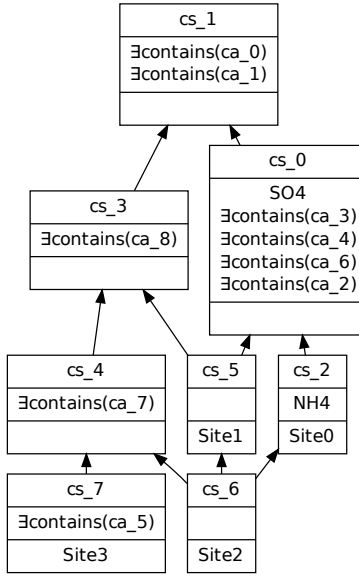 cs_1
∃contains(ca_0)
∃contains(ca_1)
cs_0
SO4
∃contains(ca_3)
∃contains(ca_4)
∃contains(ca_6)
∃contains(ca_2)
cs_3
∃contains(ca_8)
cs_4
∃contains(ca_7)
cs_5
Site1
cs_2
NH4
Site0
cs_7
∃contains(ca_5)
Site3
cs_6
Site2